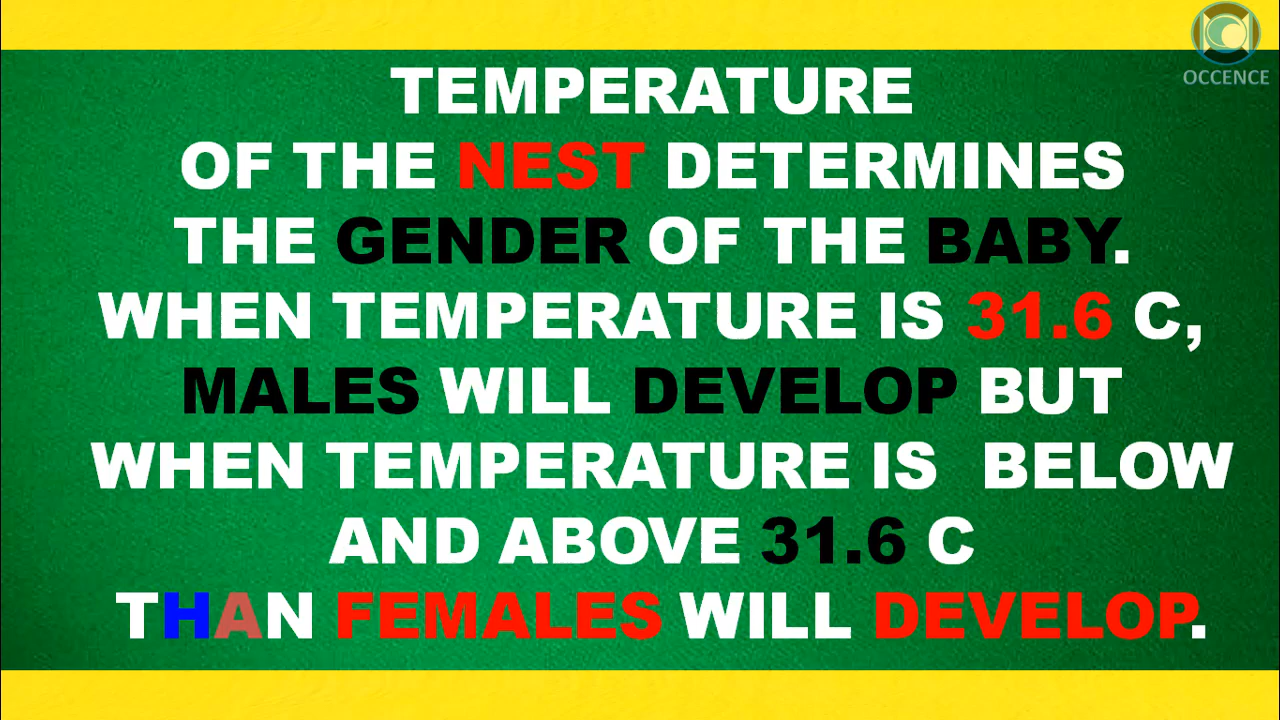 OCCENCE
TEMPERATURE
OF THE NEST DETERMINES
THE GENDER OF THE BABY.
WHEN TEMPERATURE IS 31.6 C,
MALES WILL DEVELOP BUT
WHEN TEMPERATURE IS BELOW
AND ABOVE 31.6 C
THAN FEMALES WILL DEVELOP.